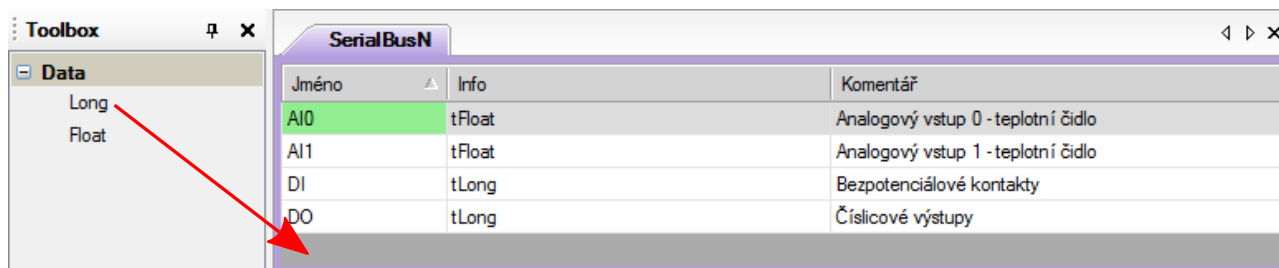 Toolbox
SerialBusN
Data
Long
Float
Jméno Info Komentář
AI0 tFloat Analogový vstup 0 - teplotní čidlo
AI1 tFloat Analogový vstup 1 - teplotní čidlo
DI tLong Bezpotenciálové kontakty
DO tLong Číslicové výstupy